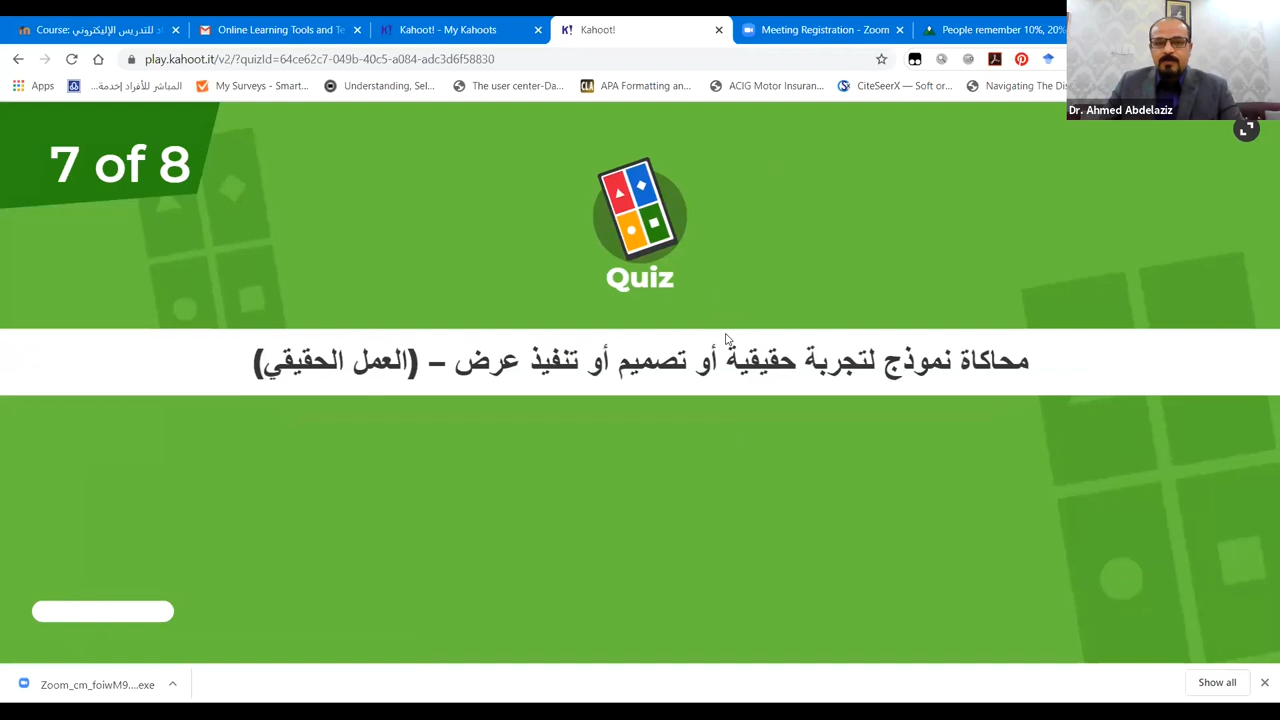 Course: د للتدريس الإليكتروني...
Online Learning Tools and Te
Kahoot! - My Kahoots
Kahoot!
Meeting Registration - Zoom
People remember 10%, 20%
play.kahoot.it/v2/?quizId=64a662c7-049b-40c5-a084-adc3d6f58830
Apps
المباشر للأفراد إخدمة...
My Surveys - Smart...
Understanding, Sel...
The user center-Da...
APA Formatting an...
ACIG Motor Insuran...
CiteSeerX — Soft or...
Navigating The Di
Dr. Ahmed Abdelaziz
7 of 8
Quiz
محاكاة نموذج لتجربة حقيقية أو تصميم أو تنفيذ عرض – (العمل الحقيقي)
Zoom_cm_foiwM9....exe
Show all